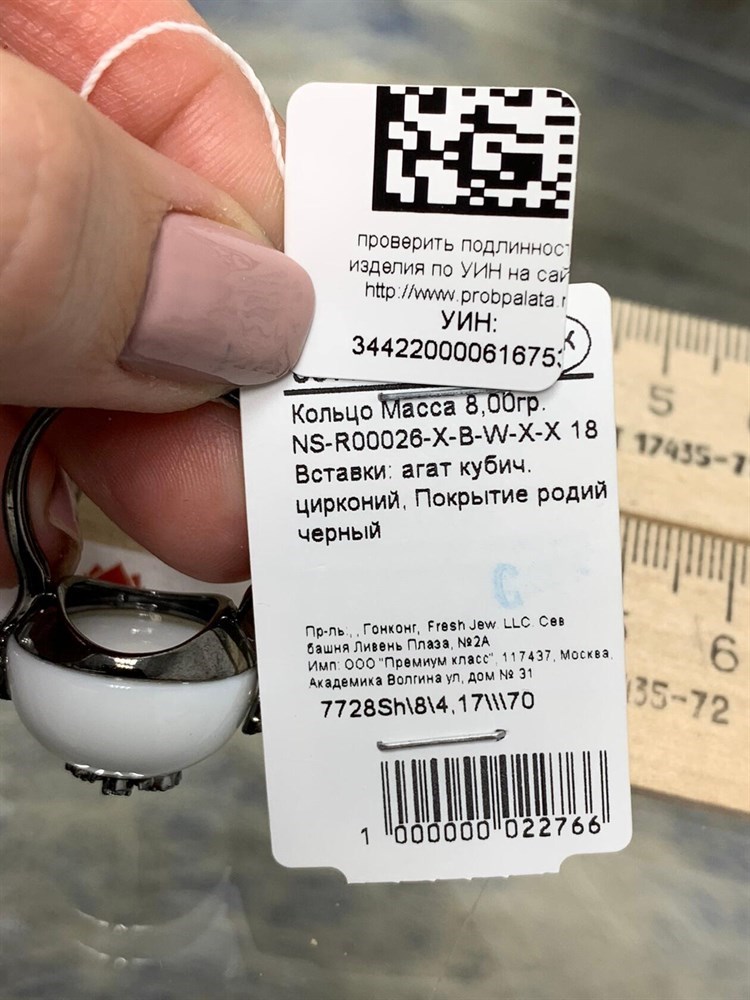 проверить
изделия по УИН на
http://www.probpalata.
УИН:
344220000616753
Кольцо Масса 8,00гр.
NS-R00026-X-B-W-X-X 18
Вставки: агат кубич.
цирконий, Покрытие родий
черный
Пр-ль:, , Гонконг, Fresh Jew. LLC. Сев
башня Ливень Плаза, №2А
Имп: ООО "Премиум класс", 117437, Москва,
Академика Волгина ул, дом № 31
7728Sh\8\4,17\\\70
1 000000 022766
5
17435-7
6
35-72